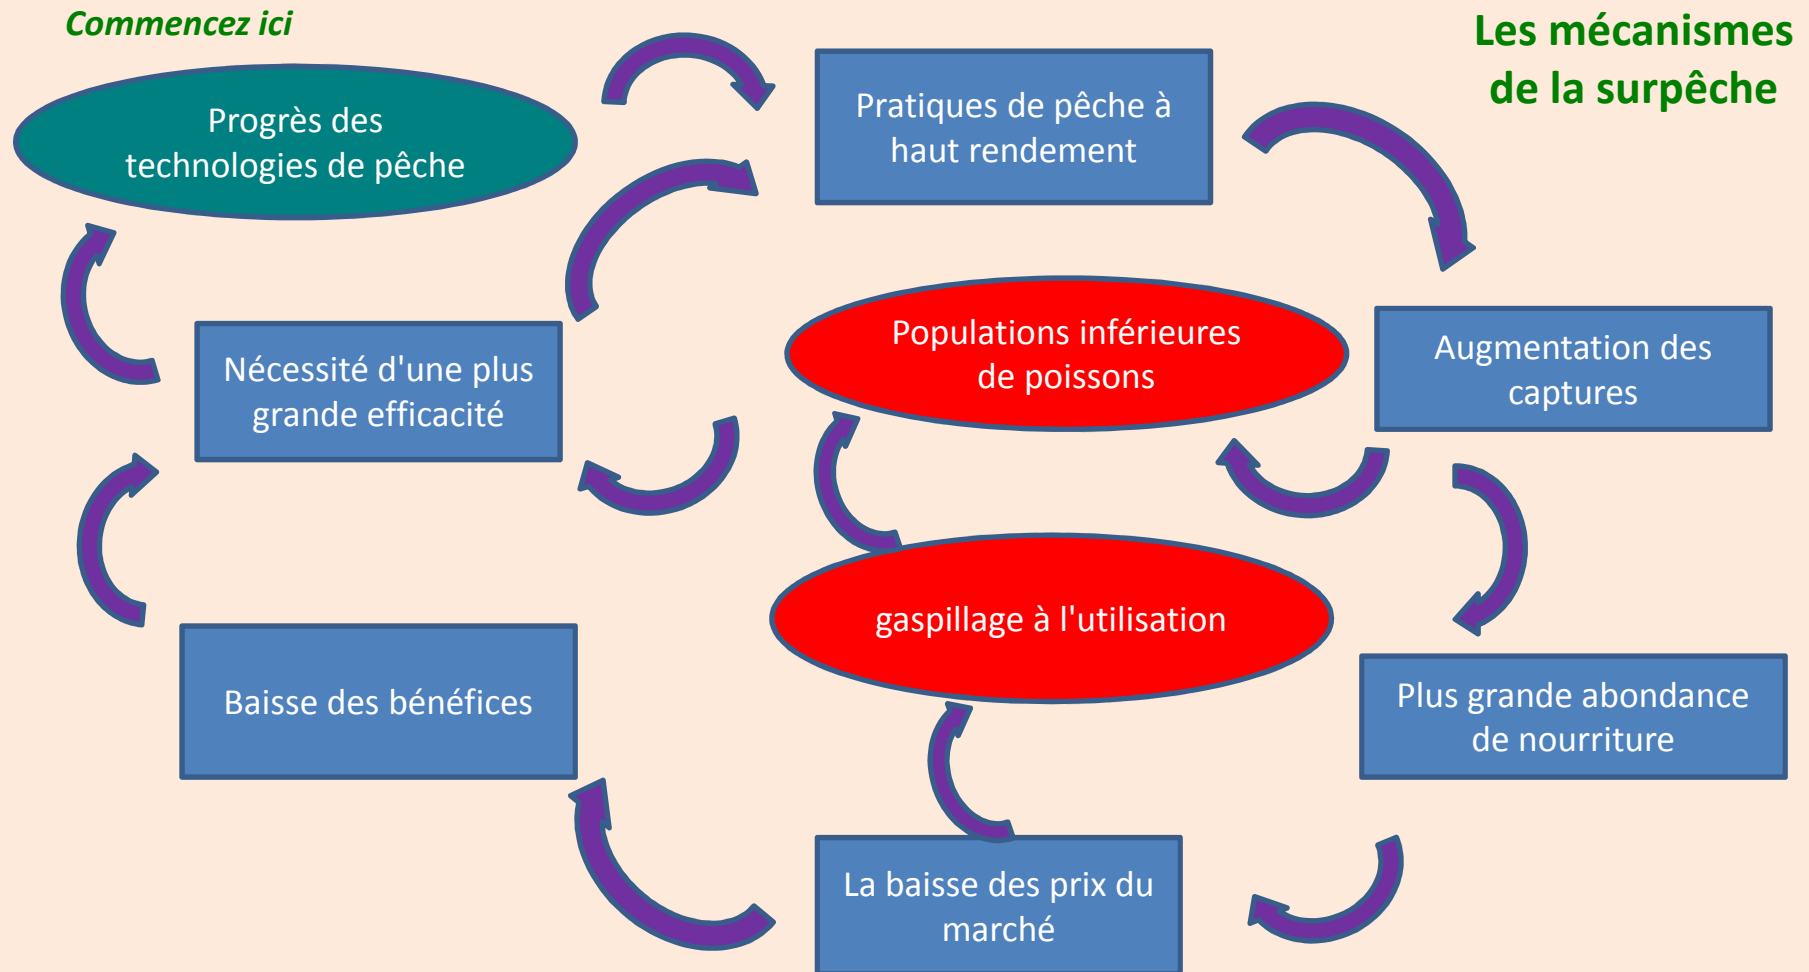 Commencez ici
Les mécanismes
de la surpêche
Progrès des
technologies de pêche
Pratiques de pêche à
haut rendement
Nécessité d'une plus
grande efficacité
Populations inférieures
de poissons
Augmentation des
captures
gaspillage à l'utilisation
Baisse des bénéfices
Plus grande abondance
de nourriture
La baisse des prix du
marché